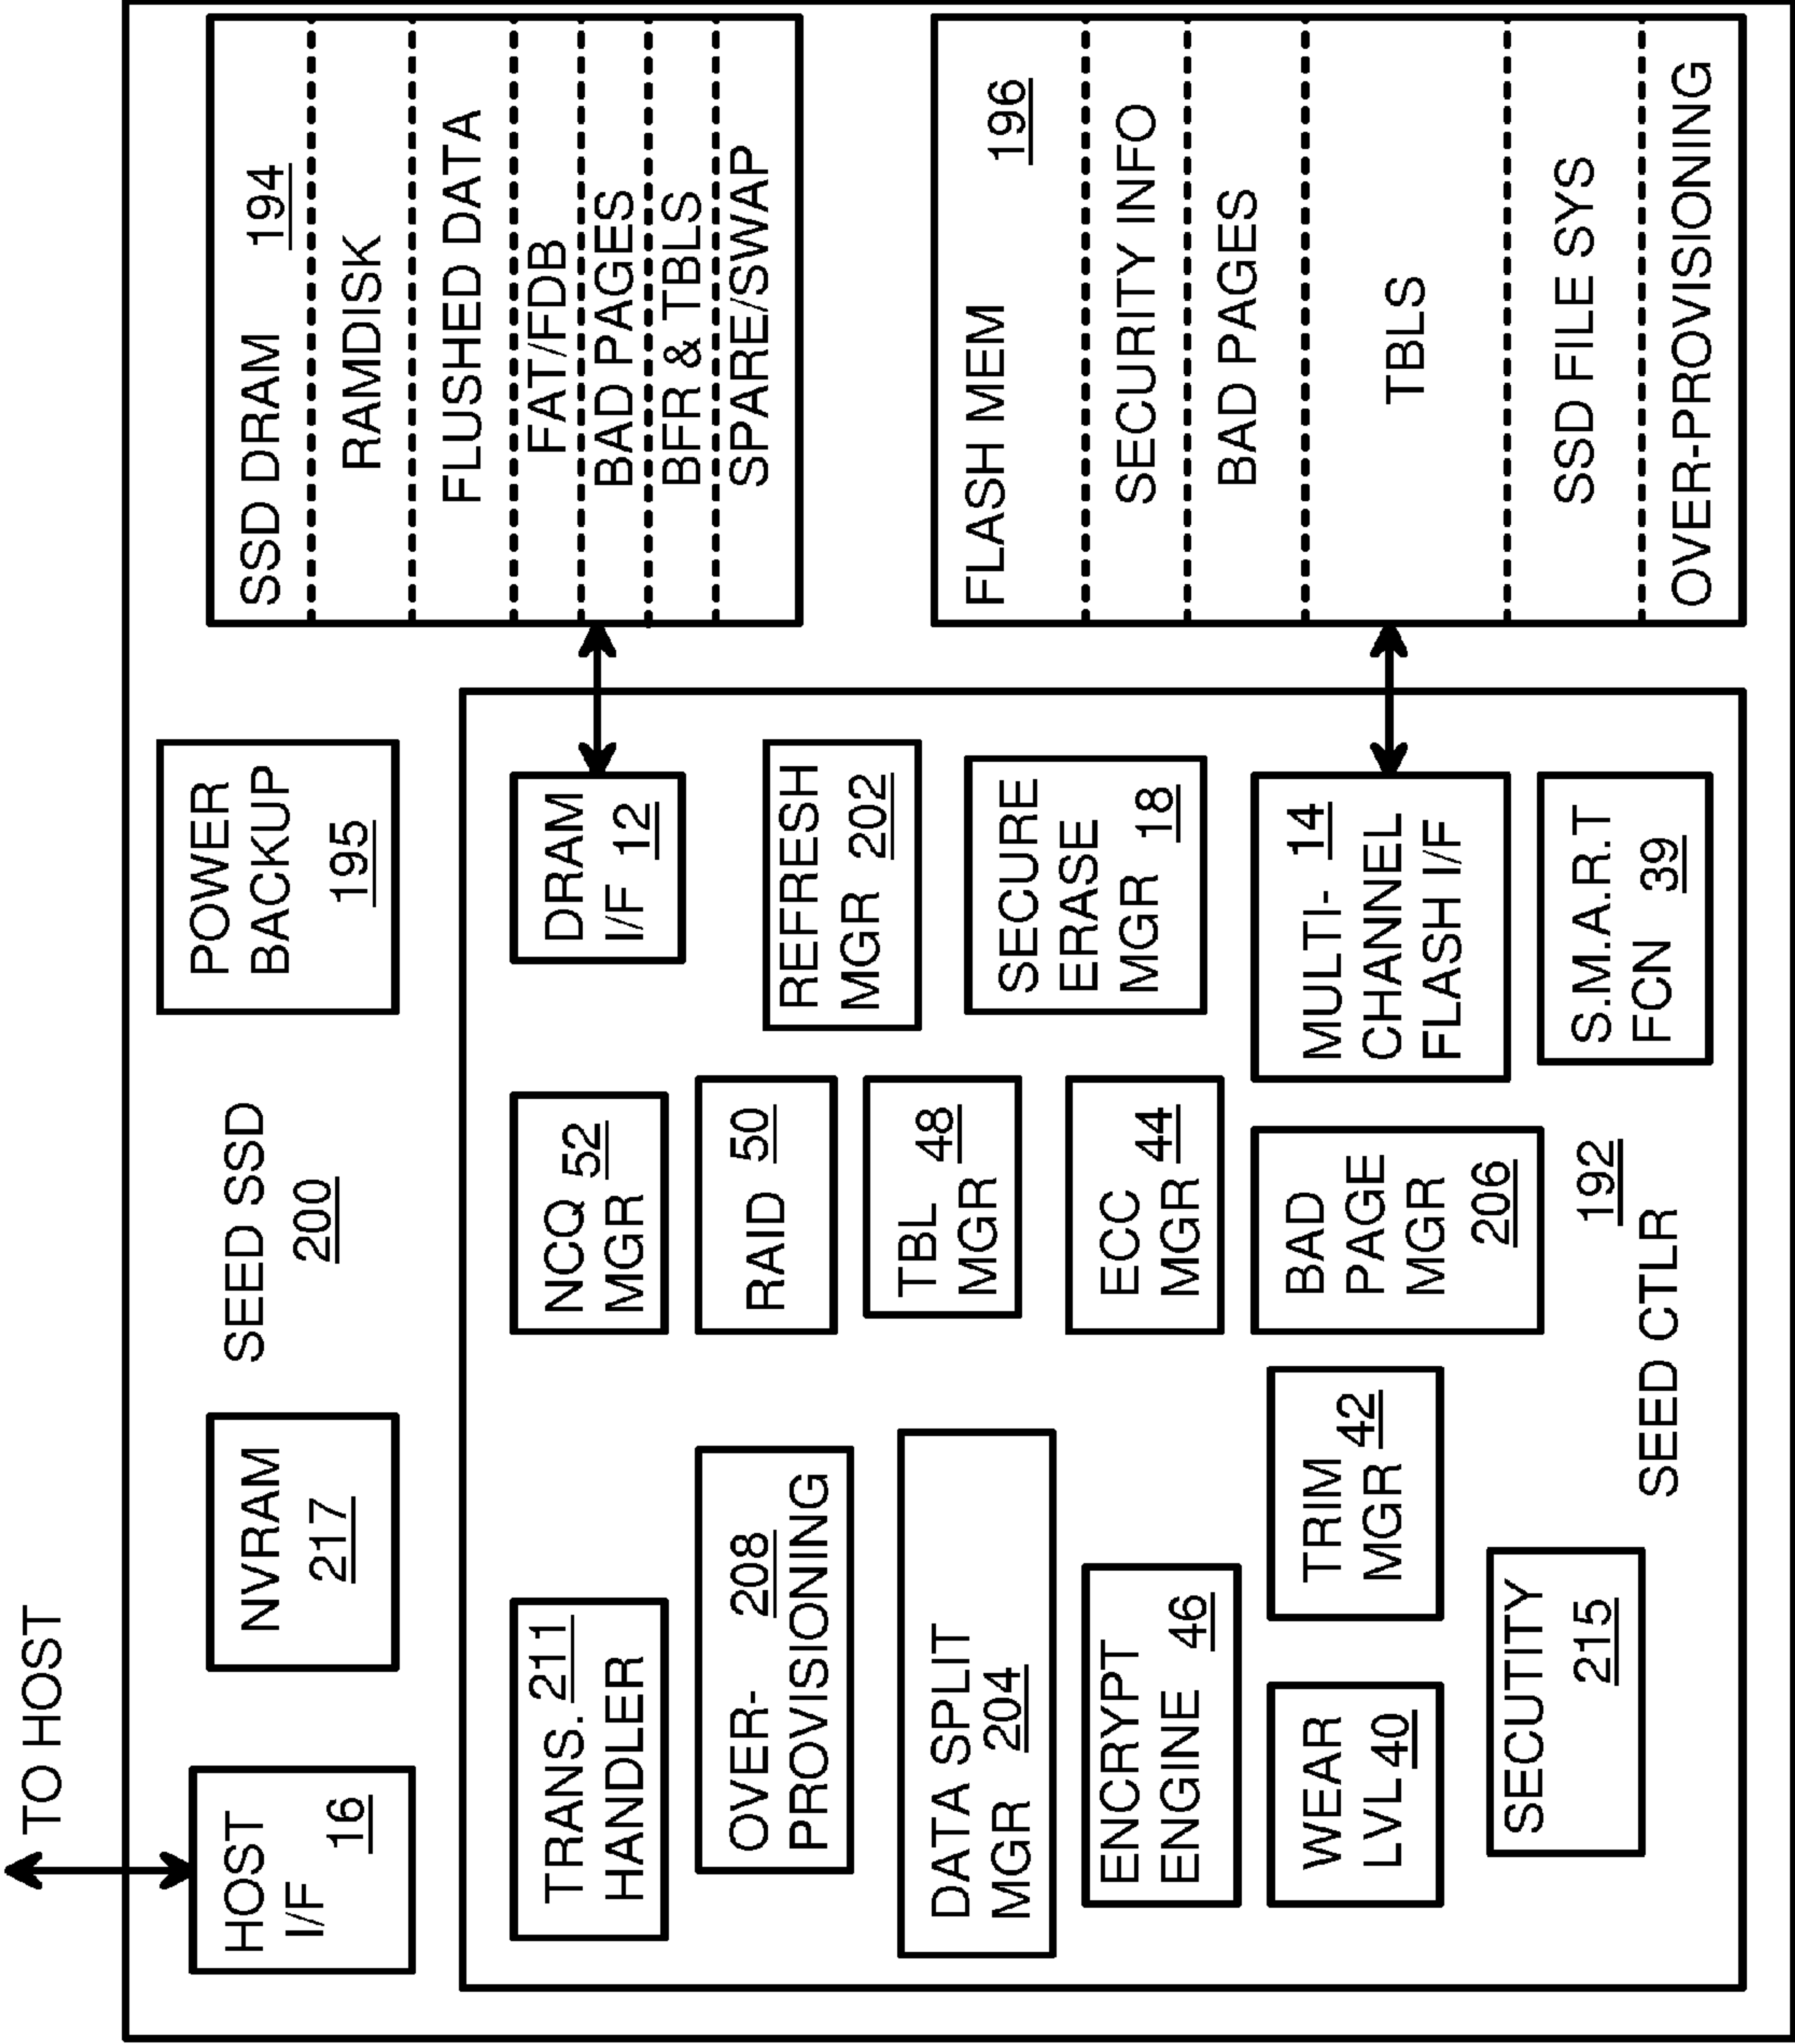 TO HOST
HOST
I/F 16
NVRAM
217
SEED SSD
200
POWER
BACKUP
195
TRANS. 211
HANDLER
OVER- 208
PROVISIONING
DATA SPLIT
MGR 204
ENCRYPT
ENGINE 46
WEAR
LVL 40
TRIM
MGR 42
SECUTITY
215
NCQ 52
MGR
RAID 50
TBL 48
MGR
ECC 44
MGR
BAD
PAGE
MGR
206
192
SEED CTLR
DRAM
I/F 12
REFRESH
MGR 202
SECURE
ERASE
MGR 18
MULTI- 14
CHANNEL
FLASH I/F
S.M.A.R.T
FCN 39
SSD DRAM 194
RAMDISK
FLUSHED DATA
FAT/FDB
BAD PAGES
BFR & TBLS
SPARE/SWAP
FLASH MEM 196
SECURITY INFO
BAD PAGES
TBLS
SSD FILE SYS
OVER-PROVISIONING